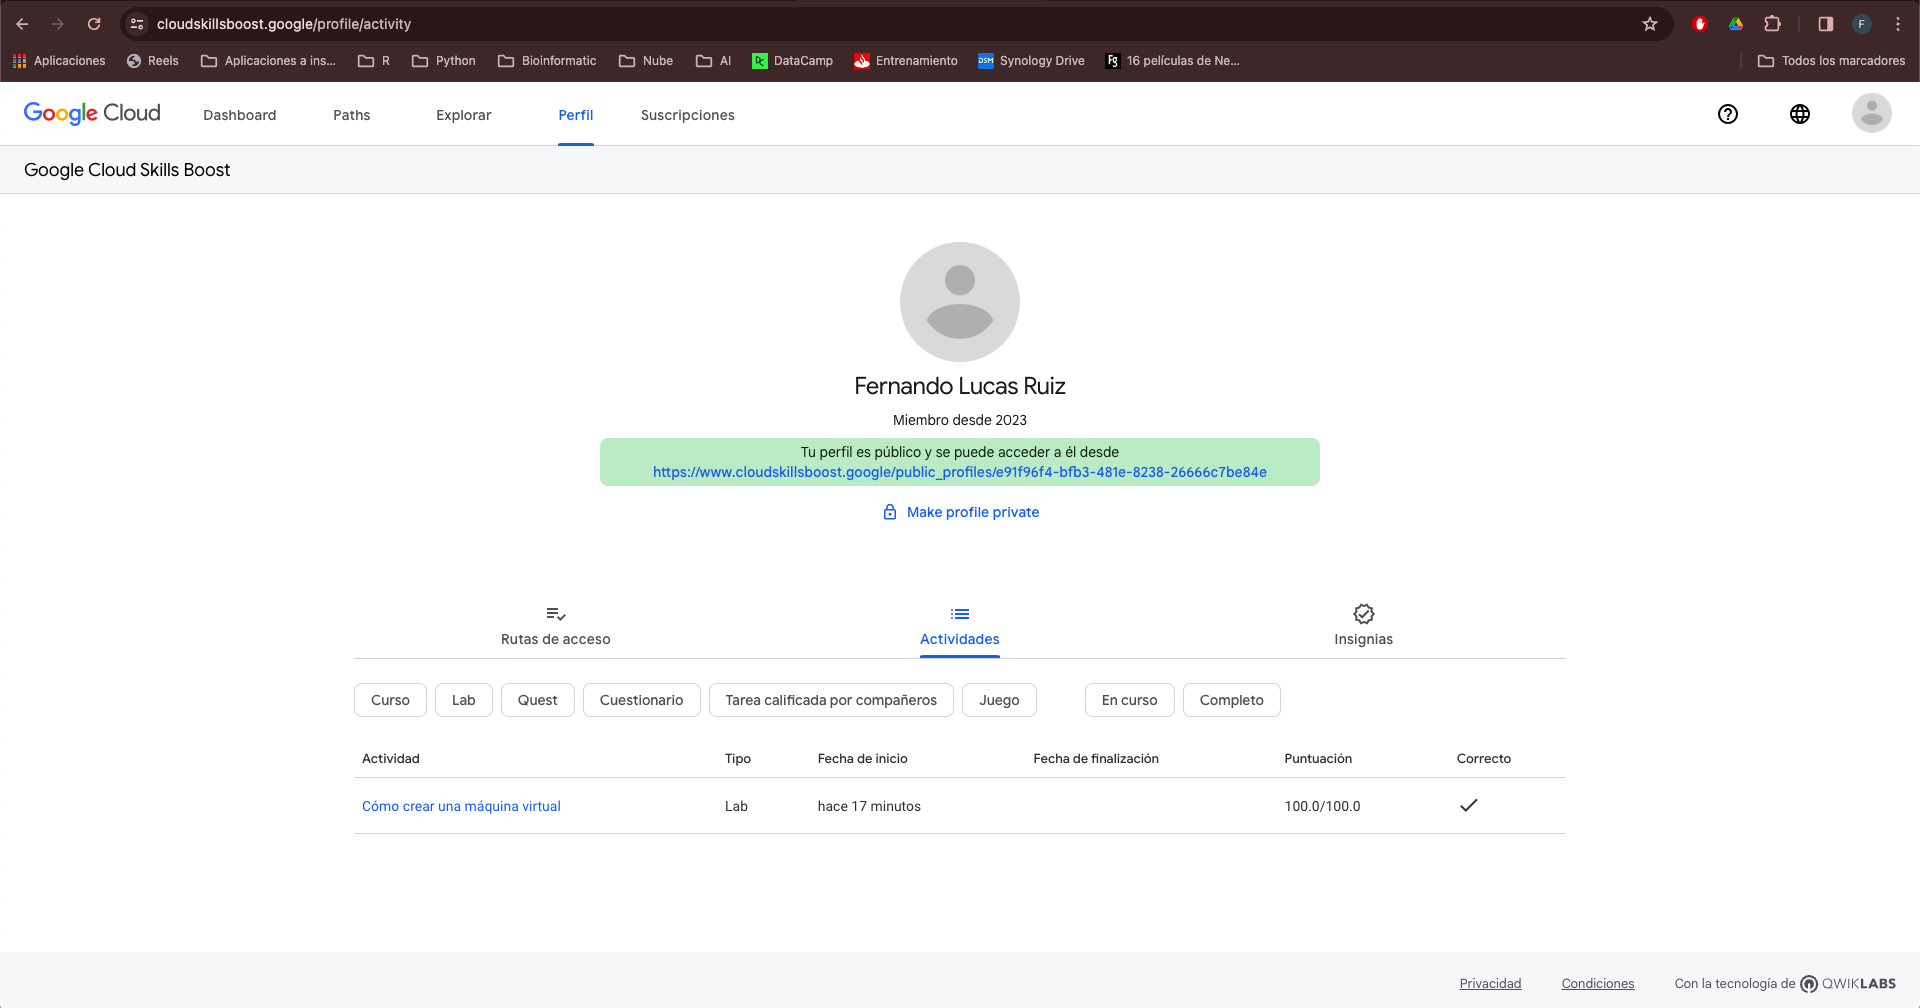 cloudskillsboost.google/profile/activity
F
Aplicaciones Reels Aplicaciones a ins... R Python Bioinformatic Nube AI DataCamp Entrenamiento DSM Synology Drive Fg 16 películas de Ne... Todos los marcadores
Google Cloud Dashboard Paths Explorar Perfil Suscripciones
Google Cloud Skills Boost
Fernando Lucas Ruiz
Miembro desde 2023
Tu perfil es público y se puede acceder a él desde
https://www.cloudskillsboost.google/public_profiles/e91f96f4-bfb3-481e-8238-26666c7be84e
Make profile private
Rutas de acceso Actividades Insignias
Curso Lab Quest Cuestionario Tarea calificada por compañeros Juego En curso Completo
Actividad Tipo Fecha de inicio Fecha de finalización Puntuación Correcto
Cómo crear una máquina virtual Lab hace 17 minutos 100.0/100.0
Privacidad Condiciones Con la tecnología de QWIKLABS